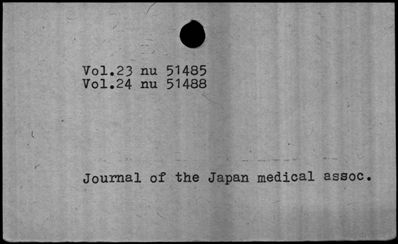 Vol.23 nu 51485
Vol.24 nu 51488
Journal of the Japan medical assoc.